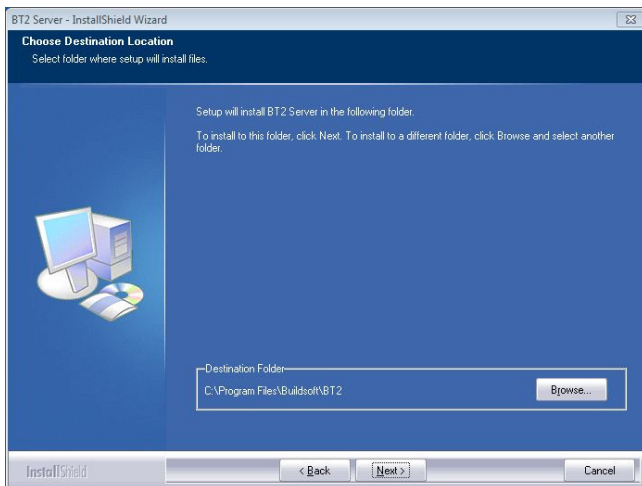 BT2 Server - InstallShield Wizard
Choose Destination Location
Select folder where setup will install files.
Setup will install BT2 Server in the following folder.
To install to this folder, click Next. To install to a different folder, click Browse and select another
folder.
Destination Folder
C:\Program Files\Buildsoft\BT2
Browse...
InstallShield
< Back
Next >
Cancel